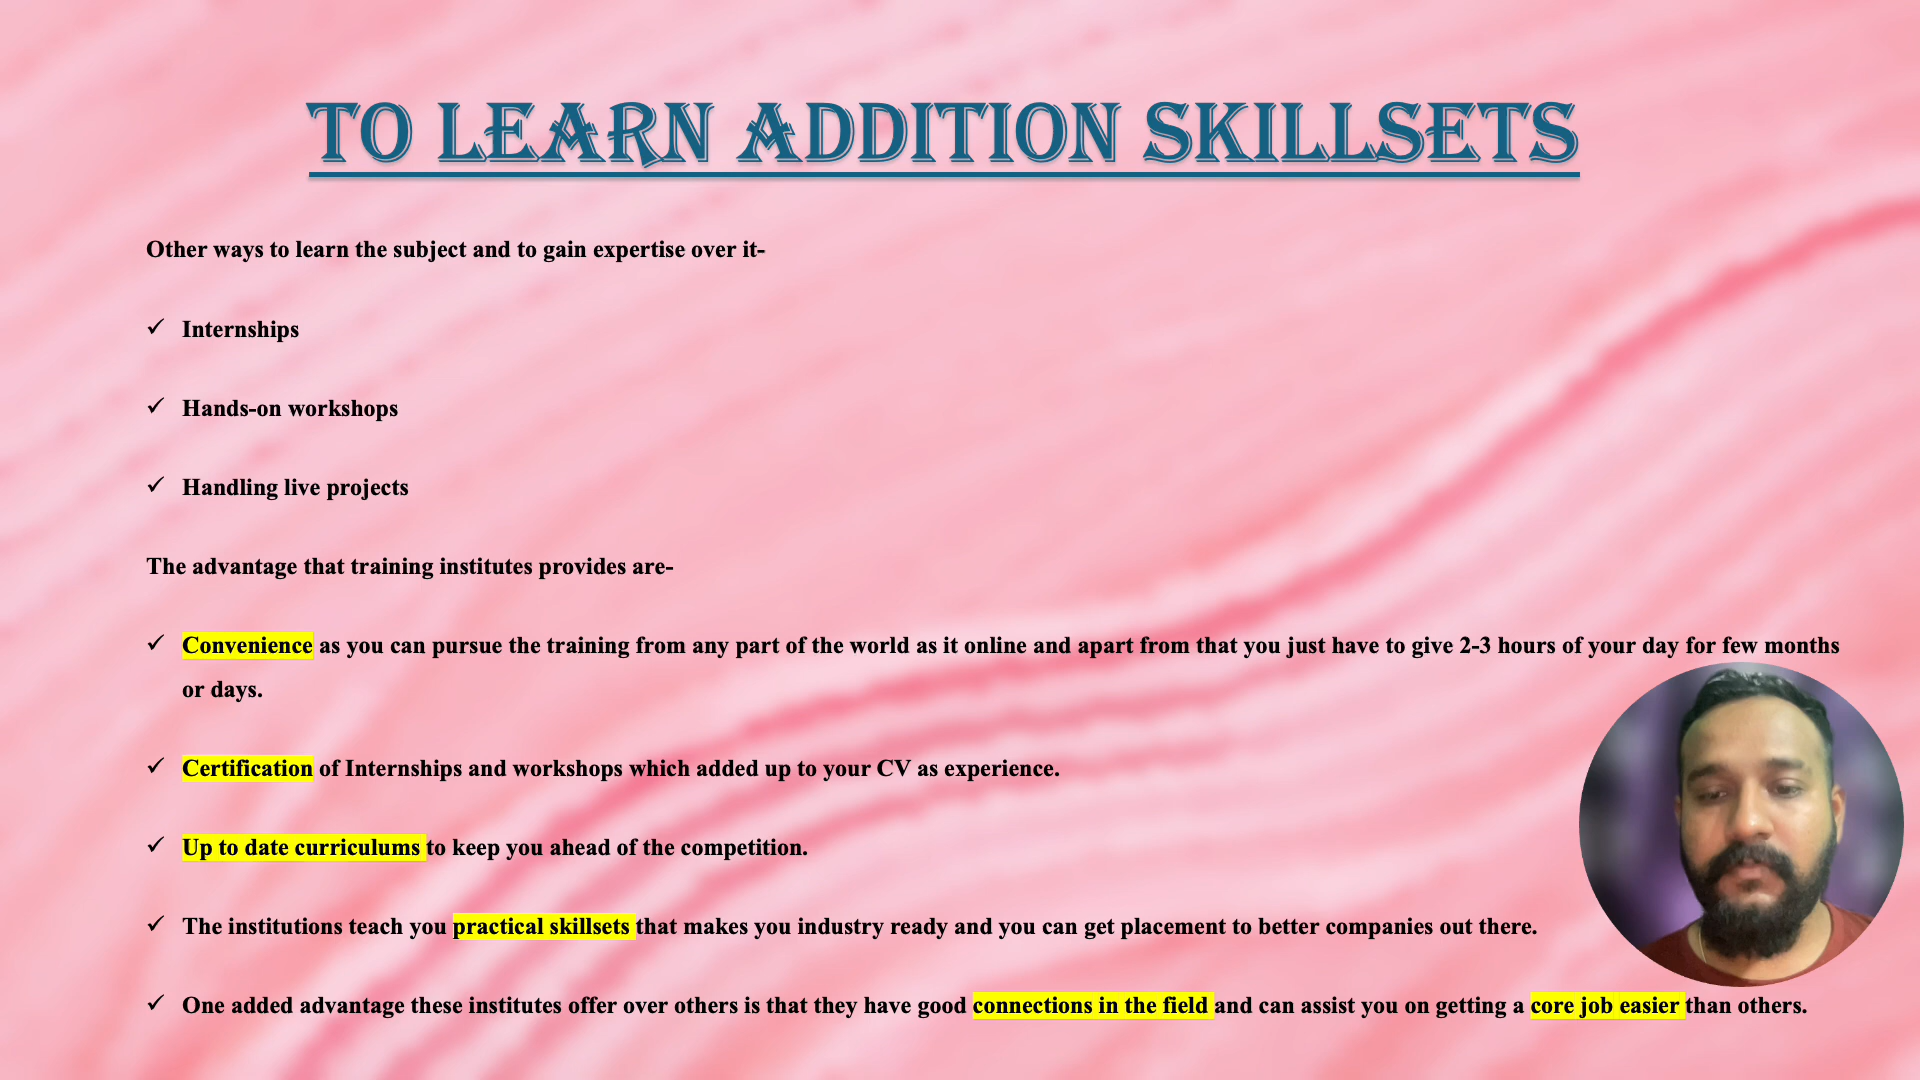 TO LEARN ADDITION SKILLSETS
Other ways to learn the subject and to gain expertise over it-
✓ Internships
✓ Hands-on workshops
✓ Handling live projects
The advantage that training institutes provides are-
✓ Convenience as you can pursue the training from any part of the world as it online and apart from that you just have to give 2-3 hours of your day for few months
or days.
✓ Certification of Internships and workshops which added up to your CV as experience.
✓ Up to date curriculums to keep you ahead of the competition.
✓ The institutions teach you practical skillsets that makes you industry ready and you can get placement to better companies out there.
✓ One added advantage these institutes offer over others is that they have good connections in the field and can assist you on getting a core job easier than others.